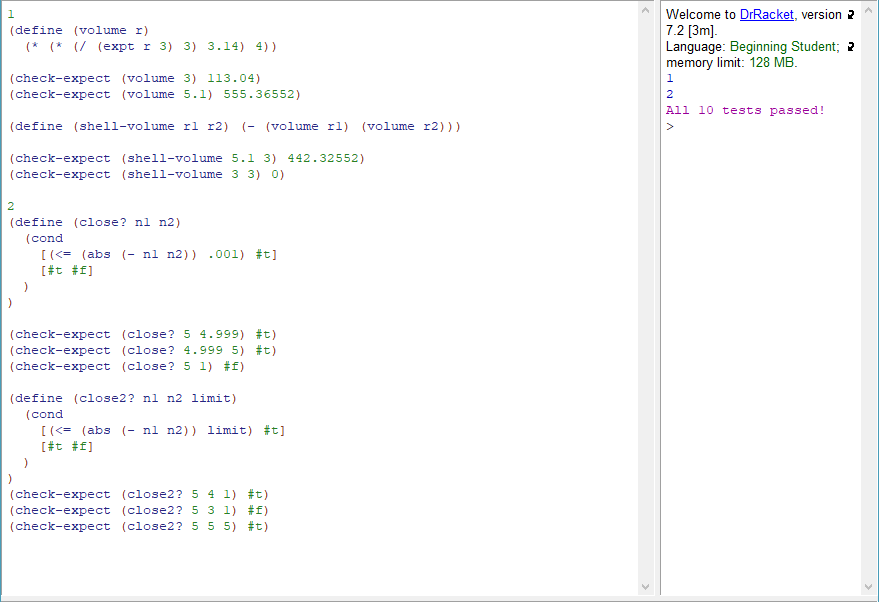 1
(define (volume r)
  (* (* (/ (expt r 3) 3) 3.14) 4))
(check-expect (volume 3) 113.04)
(check-expect (volume 5.1) 555.36552)
(define (shell-volume r1 r2) (- (volume r1) (volume r2)))
(check-expect (shell-volume 5.1 3) 442.32552)
(check-expect (shell-volume 3 3) 0)
2
(define (close? n1 n2)
  (cond
    [(<= (abs (- n1 n2)) .001) #t]
    [#t #f]
  )
)
(check-expect (close? 5 4.999) #t)
(check-expect (close? 4.999 5) #t)
(check-expect (close? 5 1) #f)
(define (close2? n1 n2 limit)
  (cond
    [(<= (abs (- n1 n2)) limit) #t]
    [#t #f]
  )
)
(check-expect (close2? 5 4 1) #t)
(check-expect (close2? 5 3 1) #f)
(check-expect (close2? 5 5 5) #t)
Welcome to DrRacket, version
7.2 [3m].
Language: Beginning Student;
memory limit: 128 MB.
1
2
All 10 tests passed!
>